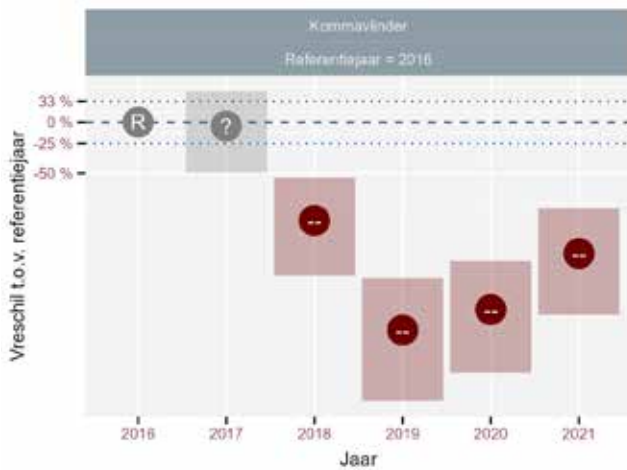 Kommavlinder
Referentiejaar = 2016
Vreschil t.o.v. referentiejaar
33 %
0 %
-25 %
-50 %
R
?
--
--
--
--
2016 2017 2018 2019 2020 2021
Jaar